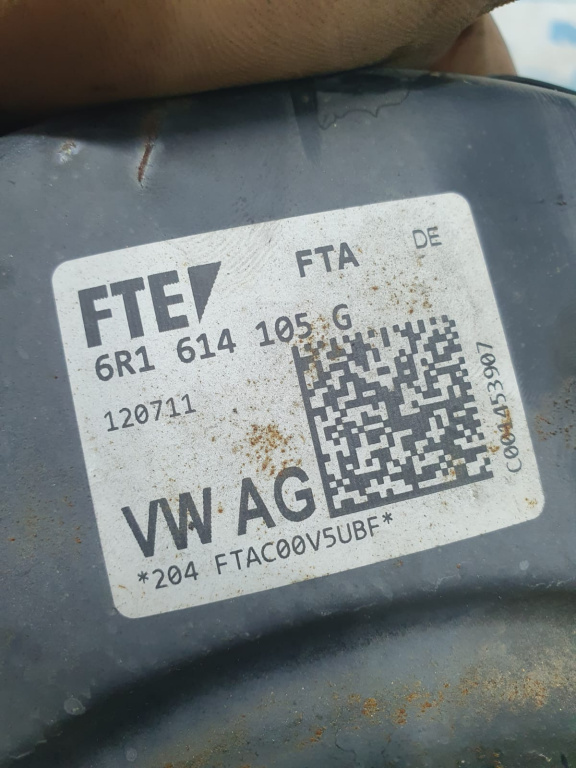 FTE FTA DE
6R1 614 105 G
120711
C001453907
VW AG
*204 FTAC00V5UBF*